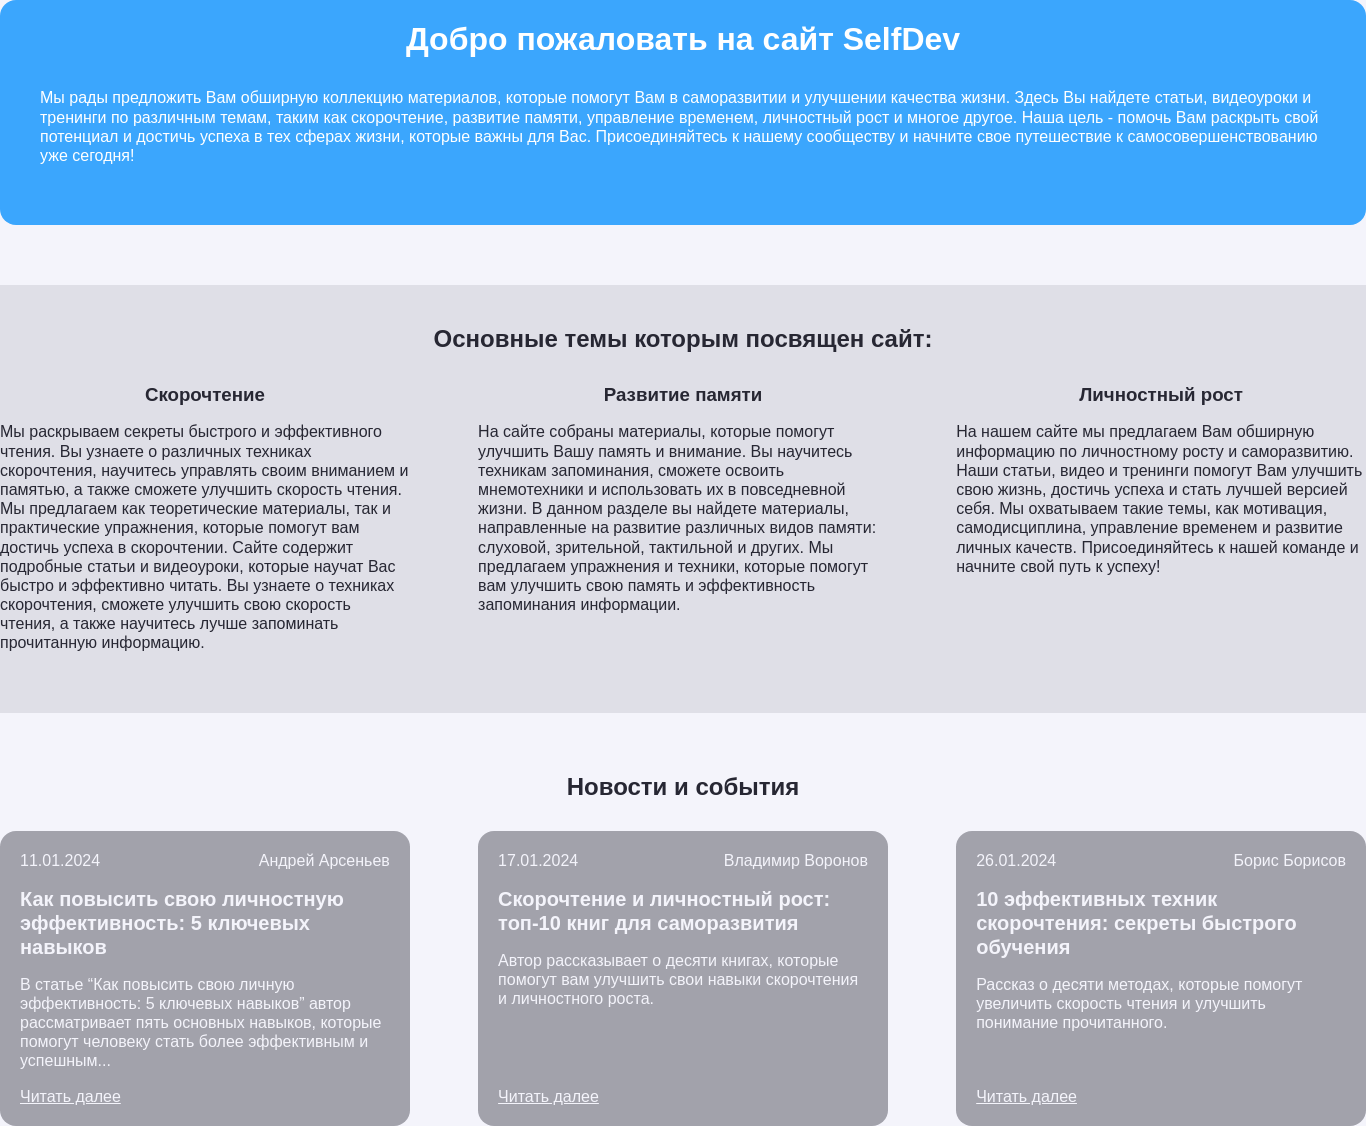 Добро пожаловать на сайт SelfDev
Мы рады предложить Вам обширную коллекцию материалов, которые помогут Вам в саморазвитии и улучшении качества жизни. Здесь Вы найдете статьи, видеоуроки и
тренинги по различным темам, таким как скорочтение, развитие памяти, управление временем, личностный рост и многое другое. Наша цель - помочь Вам раскрыть свой
потенциал и достичь успеха в тех сферах жизни, которые важны для Вас. Присоединяйтесь к нашему сообществу и начните свое путешествие к самосовершенствованию
уже сегодня!
Основные темы которым посвящен сайт:
Скорочтение
Мы раскрываем секреты быстрого и эффективного
чтения. Вы узнаете о различных техниках
скорочтения, научитесь управлять своим вниманием и
памятью, а также сможете улучшить скорость чтения.
Мы предлагаем как теоретические материалы, так и
практические упражнения, которые помогут вам
достичь успеха в скорочтении. Сайте содержит
подробные статьи и видеоуроки, которые научат Вас
быстро и эффективно читать. Вы узнаете о техниках
скорочтения, сможете улучшить свою скорость
чтения, а также научитесь лучше запоминать
прочитанную информацию.
Развитие памяти
На сайте собраны материалы, которые помогут
улучшить Вашу память и внимание. Вы научитесь
техникам запоминания, сможете освоить
мнемотехники и использовать их в повседневной
жизни. В данном разделе вы найдете материалы,
направленные на развитие различных видов памяти:
слуховой, зрительной, тактильной и других. Мы
предлагаем упражнения и техники, которые помогут
вам улучшить свою память и эффективность
запоминания информации.
Личностный рост
На нашем сайте мы предлагаем Вам обширную
информацию по личностному росту и саморазвитию.
Наши статьи, видео и тренинги помогут Вам улучшить
свою жизнь, достичь успеха и стать лучшей версией
себя. Мы охватываем такие темы, как мотивация,
самодисциплина, управление временем и развитие
личных качеств. Присоединяйтесь к нашей команде и
начните свой путь к успеху!
Новости и события
11.01.2024 Андрей Арсеньев
Как повысить свою личностную
эффективность: 5 ключевых
навыков
В статье “Как повысить свою личную
эффективность: 5 ключевых навыков” автор
рассматривает пять основных навыков, которые
помогут человеку стать более эффективным и
успешным...
Читать далее
17.01.2024 Владимир Воронов
Скорочтение и личностный рост:
топ-10 книг для саморазвития
Автор рассказывает о десяти книгах, которые
помогут вам улучшить свои навыки скорочтения
и личностного роста.
Читать далее
26.01.2024 Борис Борисов
10 эффективных техник
скорочтения: секреты быстрого
обучения
Рассказ о десяти методах, которые помогут
увеличить скорость чтения и улучшить
понимание прочитанного.
Читать далее